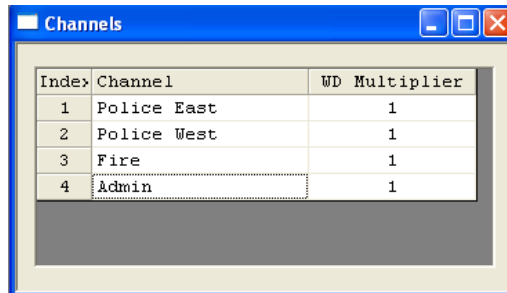 Channels
Index Channel WD Multiplier
1 Police East 1
2 Police West 1
3 Fire 1
4 Admin 1